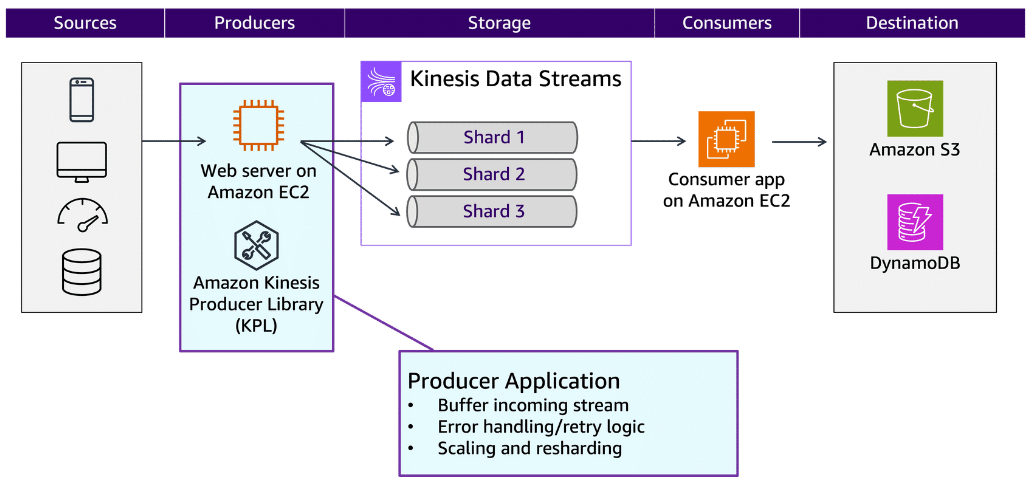 Sources
Producers
Storage
Consumers
Destination
Web server on
Amazon EC2
Amazon Kinesis
Producer Library
(KPL)
Kinesis Data Streams
Shard 1
Shard 2
Shard 3
Consumer app
on Amazon EC2
Amazon S3
DynamoDB
Producer Application
• Buffer incoming stream
• Error handling/retry logic
• Scaling and resharding